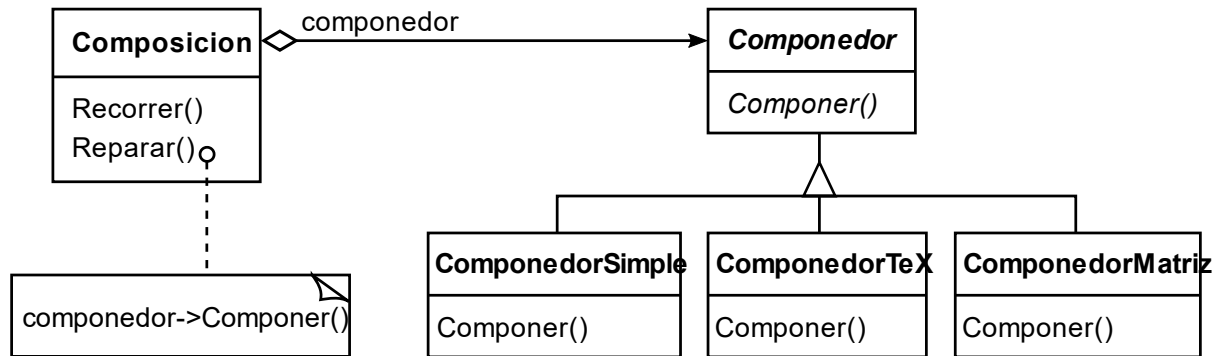 Composicion
Recorrer()
Reparar()
componedor
Componedor
Componer()
componedor->Componer()
ComponedorSimple
Componer()
ComponedorTeX
Componer()
ComponedorMatriz
Componer()